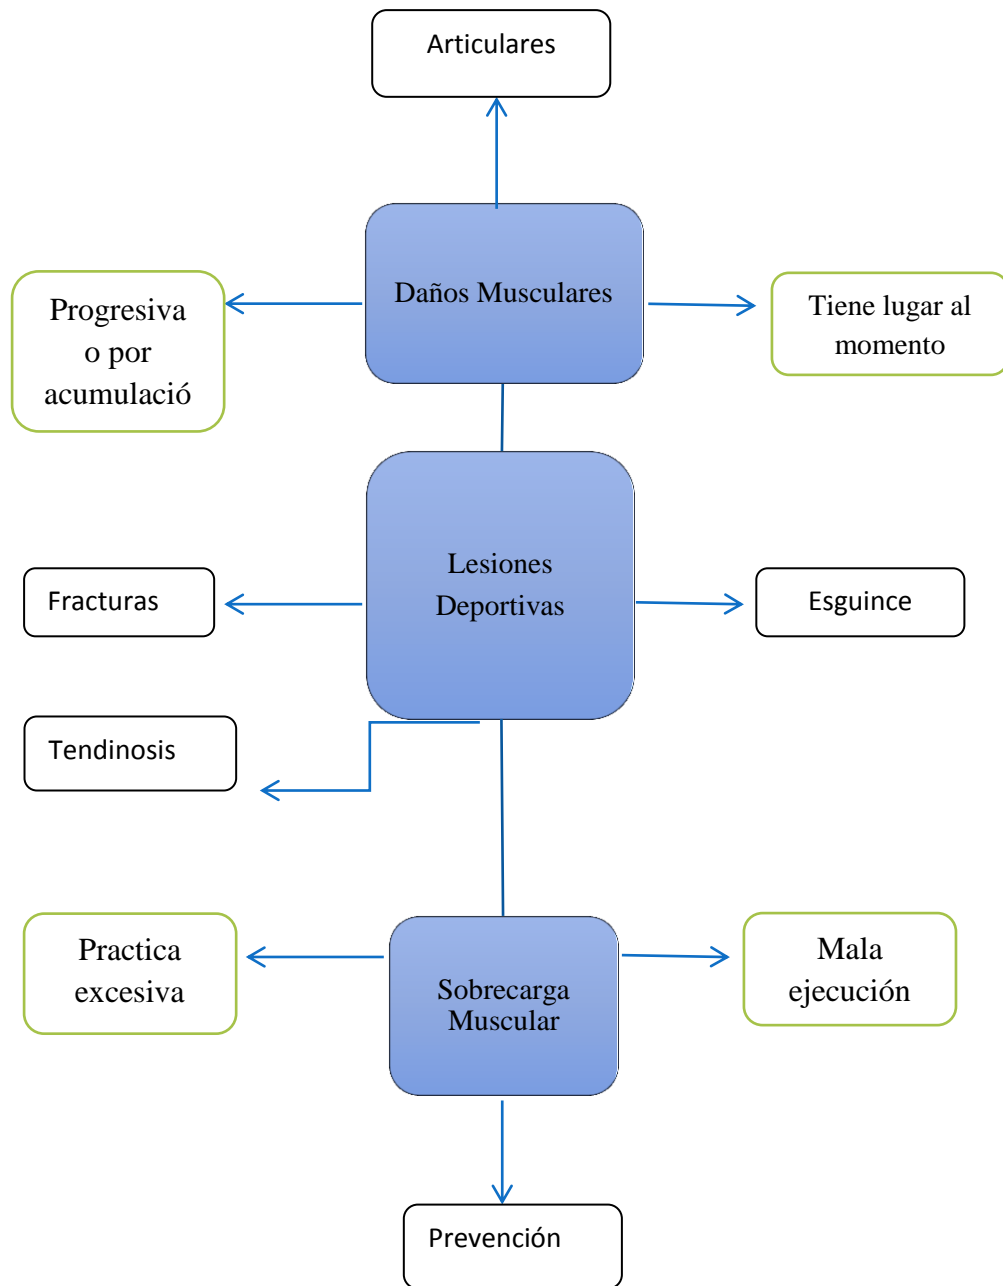 Articulares
Daños Musculares
Progresiva
o por
acumulació
Tiene lugar al
momento
Lesiones
Deportivas
Fracturas
Esguince
Tendinosis
Practica
excesiva
Mala
ejecución
Sobrecarga
Muscular
Prevención